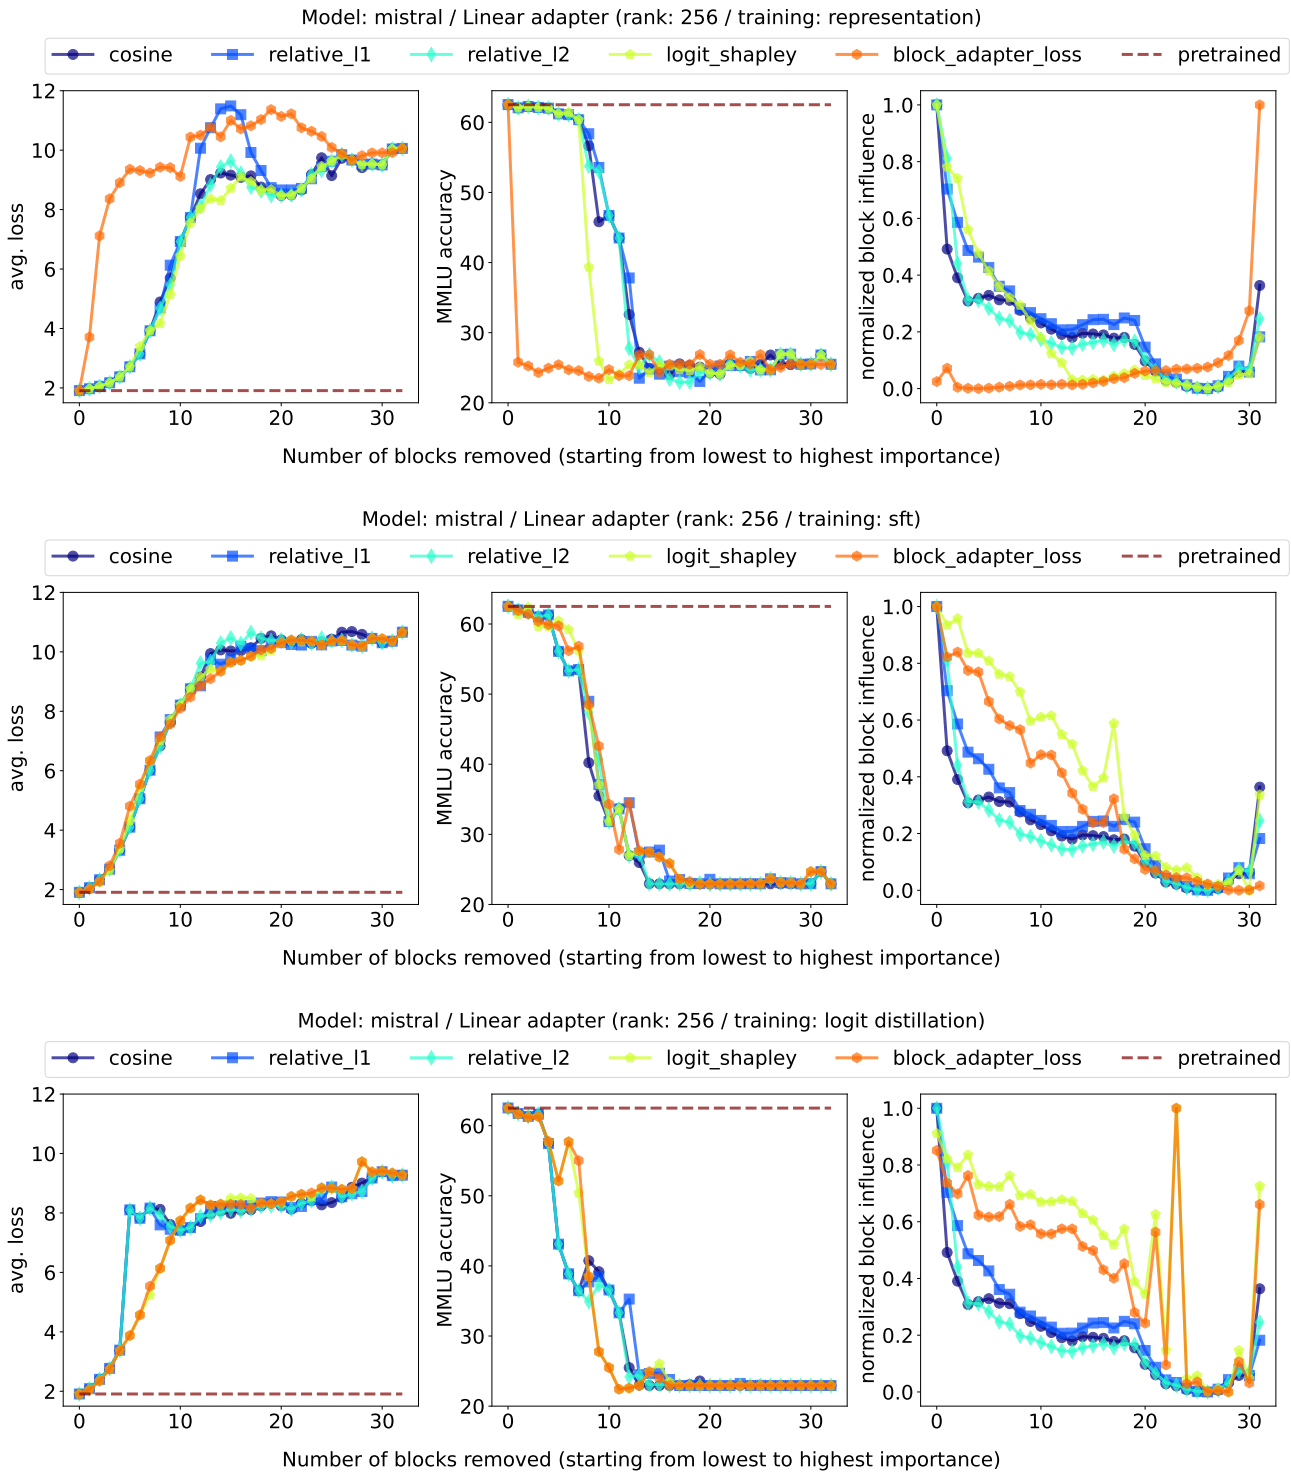 Model: mistral / Linear adapter (rank: 256 / training: representation)
cosine relative_l1 relative_l2 logit_shapley block_adapter_loss pretrained
avg. loss
12
10
8
6
4
2
0 10 20 30
MMLU accuracy
60
50
40
30
20
0 10 20 30
normalized block influence
1.0
0.8
0.6
0.4
0.2
0.0
0 10 20 30
Number of blocks removed (starting from lowest to highest importance)
Model: mistral / Linear adapter (rank: 256 / training: sft)
cosine relative_l1 relative_l2 logit_shapley block_adapter_loss pretrained
avg. loss
12
10
8
6
4
2
0 10 20 30
MMLU accuracy
60
50
40
30
20
0 10 20 30
normalized block influence
1.0
0.8
0.6
0.4
0.2
0.0
0 10 20 30
Number of blocks removed (starting from lowest to highest importance)
Model: mistral / Linear adapter (rank: 256 / training: logit distillation)
cosine relative_l1 relative_l2 logit_shapley block_adapter_loss pretrained
avg. loss
12
10
8
6
4
2
0 10 20 30
MMLU accuracy
60
50
40
30
20
0 10 20 30
normalized block influence
1.0
0.8
0.6
0.4
0.2
0.0
0 10 20 30
Number of blocks removed (starting from lowest to highest importance)